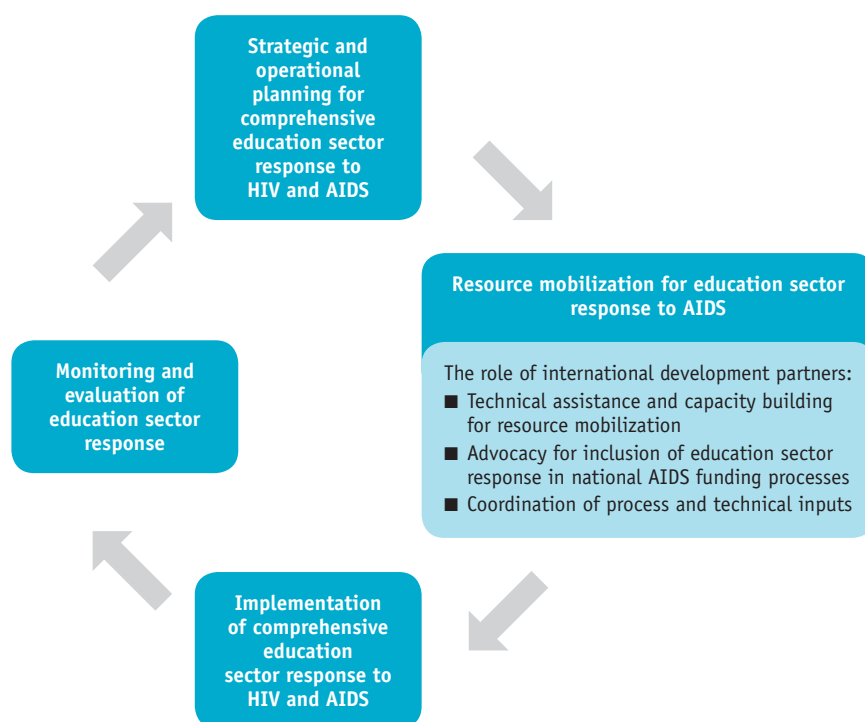 Strategic and
operational
planning for
comprehensive
education sector
response to
HIV and AIDS
Resource mobilization for education sector
response to AIDS
The role of international development partners:
■ Technical assistance and capacity building
for resource mobilization
■ Advocacy for inclusion of education sector
response in national AIDS funding processes
■ Coordination of process and technical inputs
Implementation
of comprehensive
education
sector response to
HIV and AIDS
Monitoring and
evaluation of
education sector
response